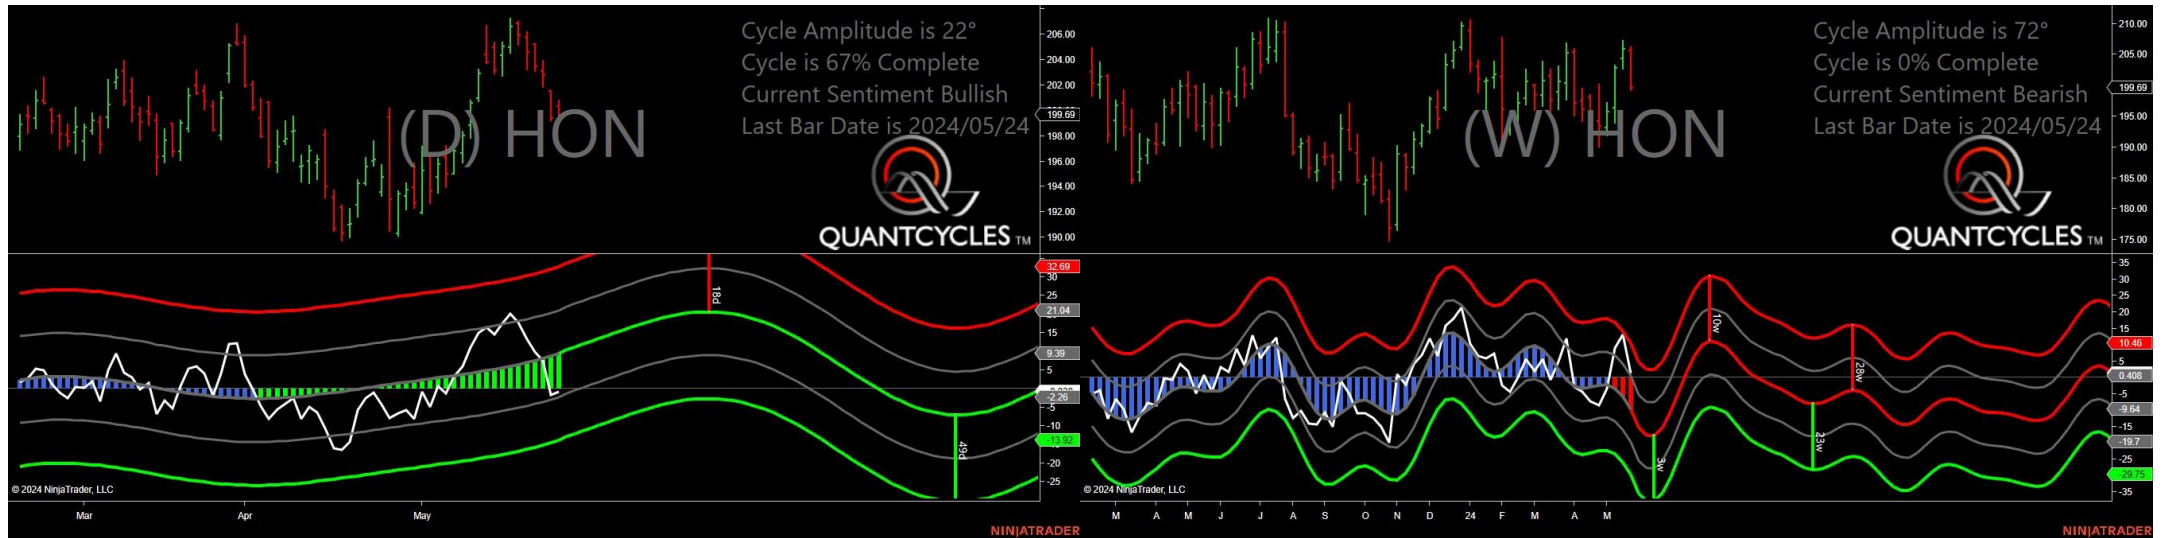 Cycle Amplitude is 22°
Cycle is 67% Complete
Current Sentiment Bullish
Last Bar Date is 2024/05/24
(D) HON
QUANTCYCLES TM
206.00
204.00
202.00
199.69
198.00
196.00
194.00
192.00
190.00
32.69
30
25
21.04
15
9.39
5
-2.26
-5
-10
-13.92
-20
-25
18d
49d
© 2024 NinjaTrader, LLC
Mar Apr May
NINJATRADER
Cycle Amplitude is 72°
Cycle is 0% Complete
Current Sentiment Bearish
Last Bar Date is 2024/05/24
(W) HON
QUANTCYCLES TM
210.00
205.00
199.69
195.00
190.00
185.00
180.00
175.00
35
30
25
20
15
10.46
5
0.408
-5
-9.64
-15
-19.7
-25
-29.75
-35
3w
10w
23w
28w
© 2024 NinjaTrader, LLC
M A M J J A S O N D 24 F M A M
NINJATRADER